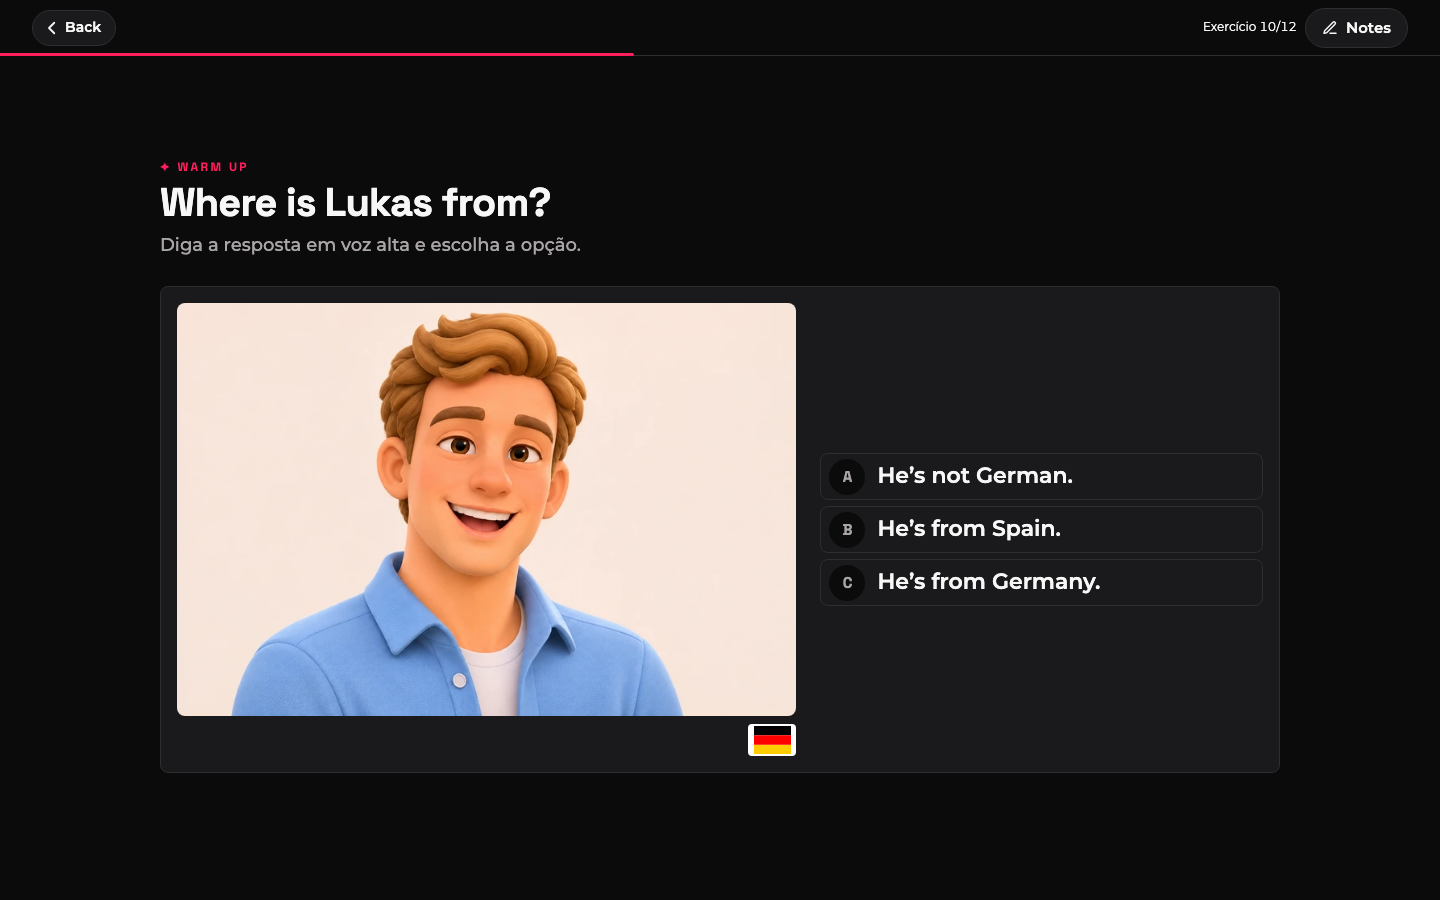 Back
Exercício 10/12
Notes
WARM UP
Where is Lukas from?
Diga a resposta em voz alta e escolha a opção.
A He’s not German.
B He’s from Spain.
C He’s from Germany.